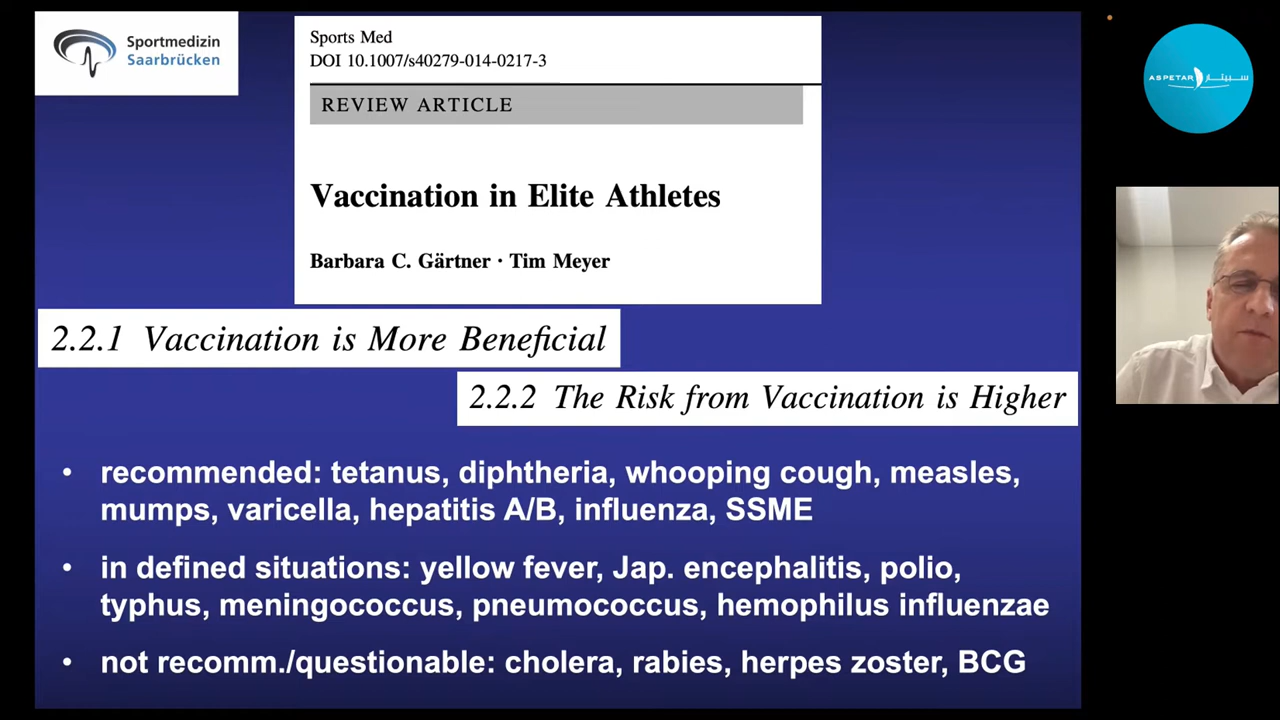 Sportmedizin
Saarbrücken
Sports Med
DOI 10.1007/s40279-014-0217-3
REVIEW ARTICLE
Vaccination in Elite Athletes
Barbara C. Gärtner · Tim Meyer
2.2.1 Vaccination is More Beneficial
2.2.2 The Risk from Vaccination is Higher
• recommended: tetanus, diphtheria, whooping cough, measles,
mumps, varicella, hepatitis A/B, influenza, SSME
• in defined situations: yellow fever, Jap. encephalitis, polio,
typhus, meningococcus, pneumococcus, hemophilus influenzae
• not recomm./questionable: cholera, rabies, herpes zoster, BCG
ASPETAR سبيتار